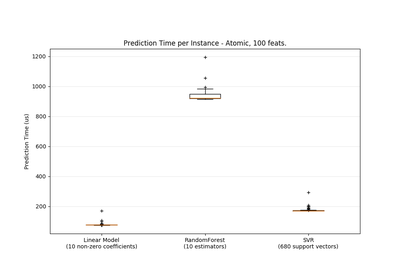 Prediction Time per Instance - Atomic, 100 feats.
Prediction Time (us)
1200
1000
800
600
400
200
Linear Model
(10 non-zero coefficients)
RandomForest
(10 estimators)
SVR
(680 support vectors)